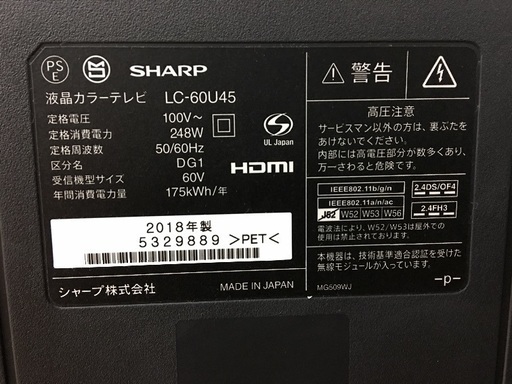 PS
E
SHARP
液晶カラーテレビ LC-60U45
定格電圧 100V～
定格消費電力 248W
定格周波数 50/60Hz
区分名 DG1
受信機型サイズ 60V
年間消費電力量 175kWh/年
UL Japan
HDMI
2018年製
5329889 ＞PET＜
シャープ株式会社 MADE IN JAPAN
警告
高圧注意
サービスマン以外の方は、裏ぶたを
あけないでください。
内部には高電圧部分が数多くあり、
万一さわると危険です。
IEEE802.11b/g/n 2.4DS/OF4
IEEE802.11a/n/ac
J52 W52 W53 W56 2.4FH3
電波法により、W52/W53は屋外での
使用は禁止されています。
本機器は、技術基準適合認証を受けた
無線モジュールが入っています。
MG509WJ -p-